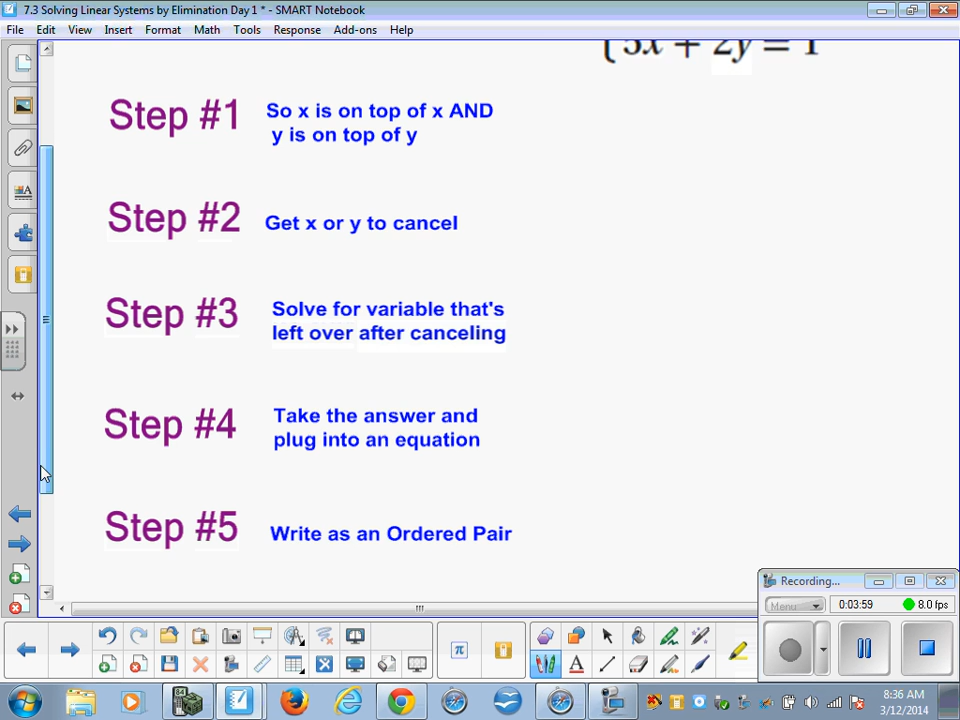 7.3 Solving Linear Systems by Elimination Day 1 * - SMART Notebook
File Edit View Insert Format Math Tools Response Add-ons Help
{5x + 2y = 1
Step #1
So x is on top of x AND
y is on top of y
Step #2
Get x or y to cancel
Step #3
Solve for variable that's
left over after canceling
Step #4
Take the answer and
plug into an equation
Step #5
Write as an Ordered Pair
Recording...
Menu
0:03:59
8.0 fps
π
A
8:36 AM
3/12/2014